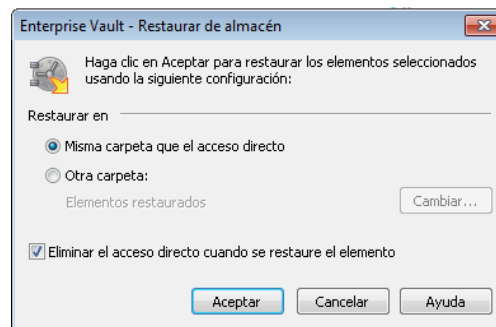 Enterprise Vault - Restaurar de almacén
Haga clic en Aceptar para restaurar los elementos seleccionados
usando la siguiente configuración:
Restaurar en
Misma carpeta que el acceso directo
Otra carpeta:
Elementos restaurados
Cambiar...
Eliminar el acceso directo cuando se restaure el elemento
Aceptar
Cancelar
Ayuda